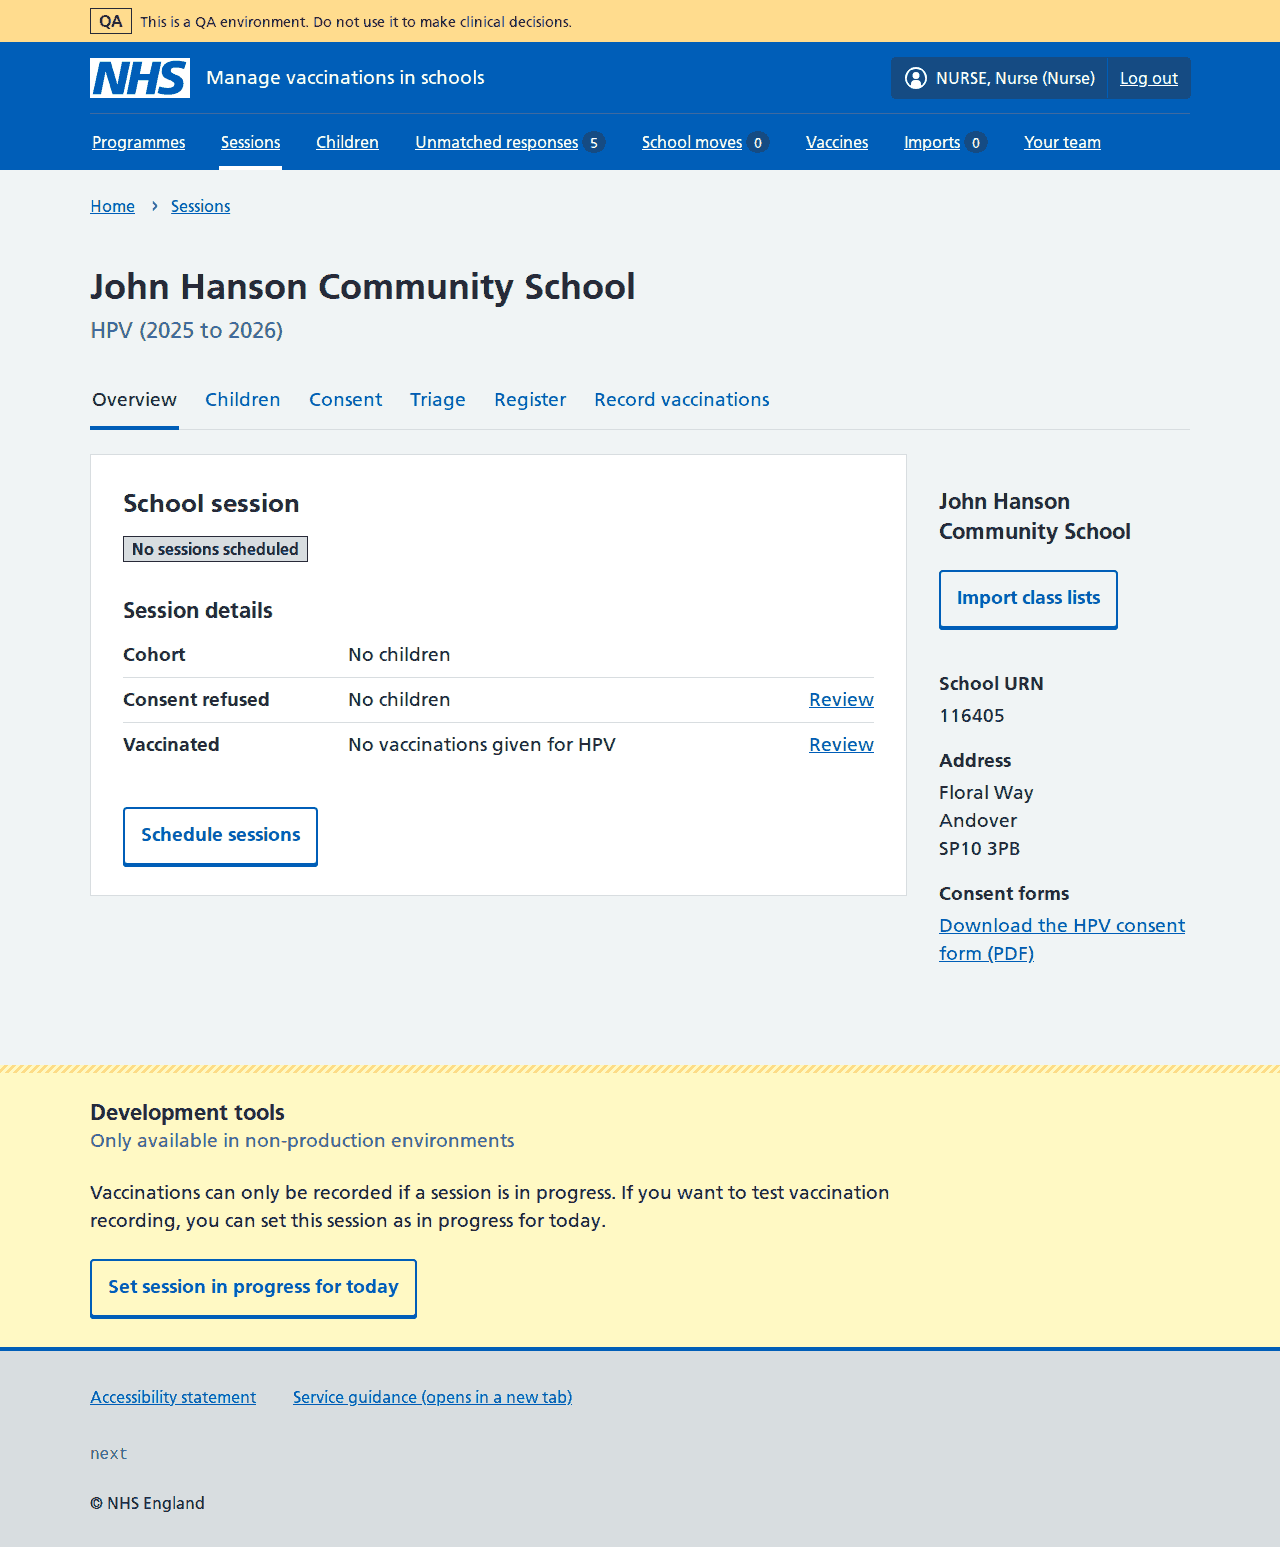 QA This is a QA environment. Do not use it to make clinical decisions.
NHS Manage vaccinations in schools NURSE, Nurse (Nurse) Log out
Programmes Sessions Children Unmatched responses 5 School moves 0 Vaccines Imports 0 Your team
Home Sessions
John Hanson Community School
HPV (2025 to 2026)
Overview Children Consent Triage Register Record vaccinations
School session
No sessions scheduled
Session details
Cohort No children
Consent refused No children Review
Vaccinated No vaccinations given for HPV Review
Schedule sessions
John Hanson
Community School
Import class lists
School URN
116405
Address
Floral Way
Andover
SP10 3PB
Consent forms
Download the HPV consent
form (PDF)
Development tools
Only available in non-production environments
Vaccinations can only be recorded if a session is in progress. If you want to test vaccination
recording, you can set this session as in progress for today.
Set session in progress for today
Accessibility statement Service guidance (opens in a new tab)
next
© NHS England